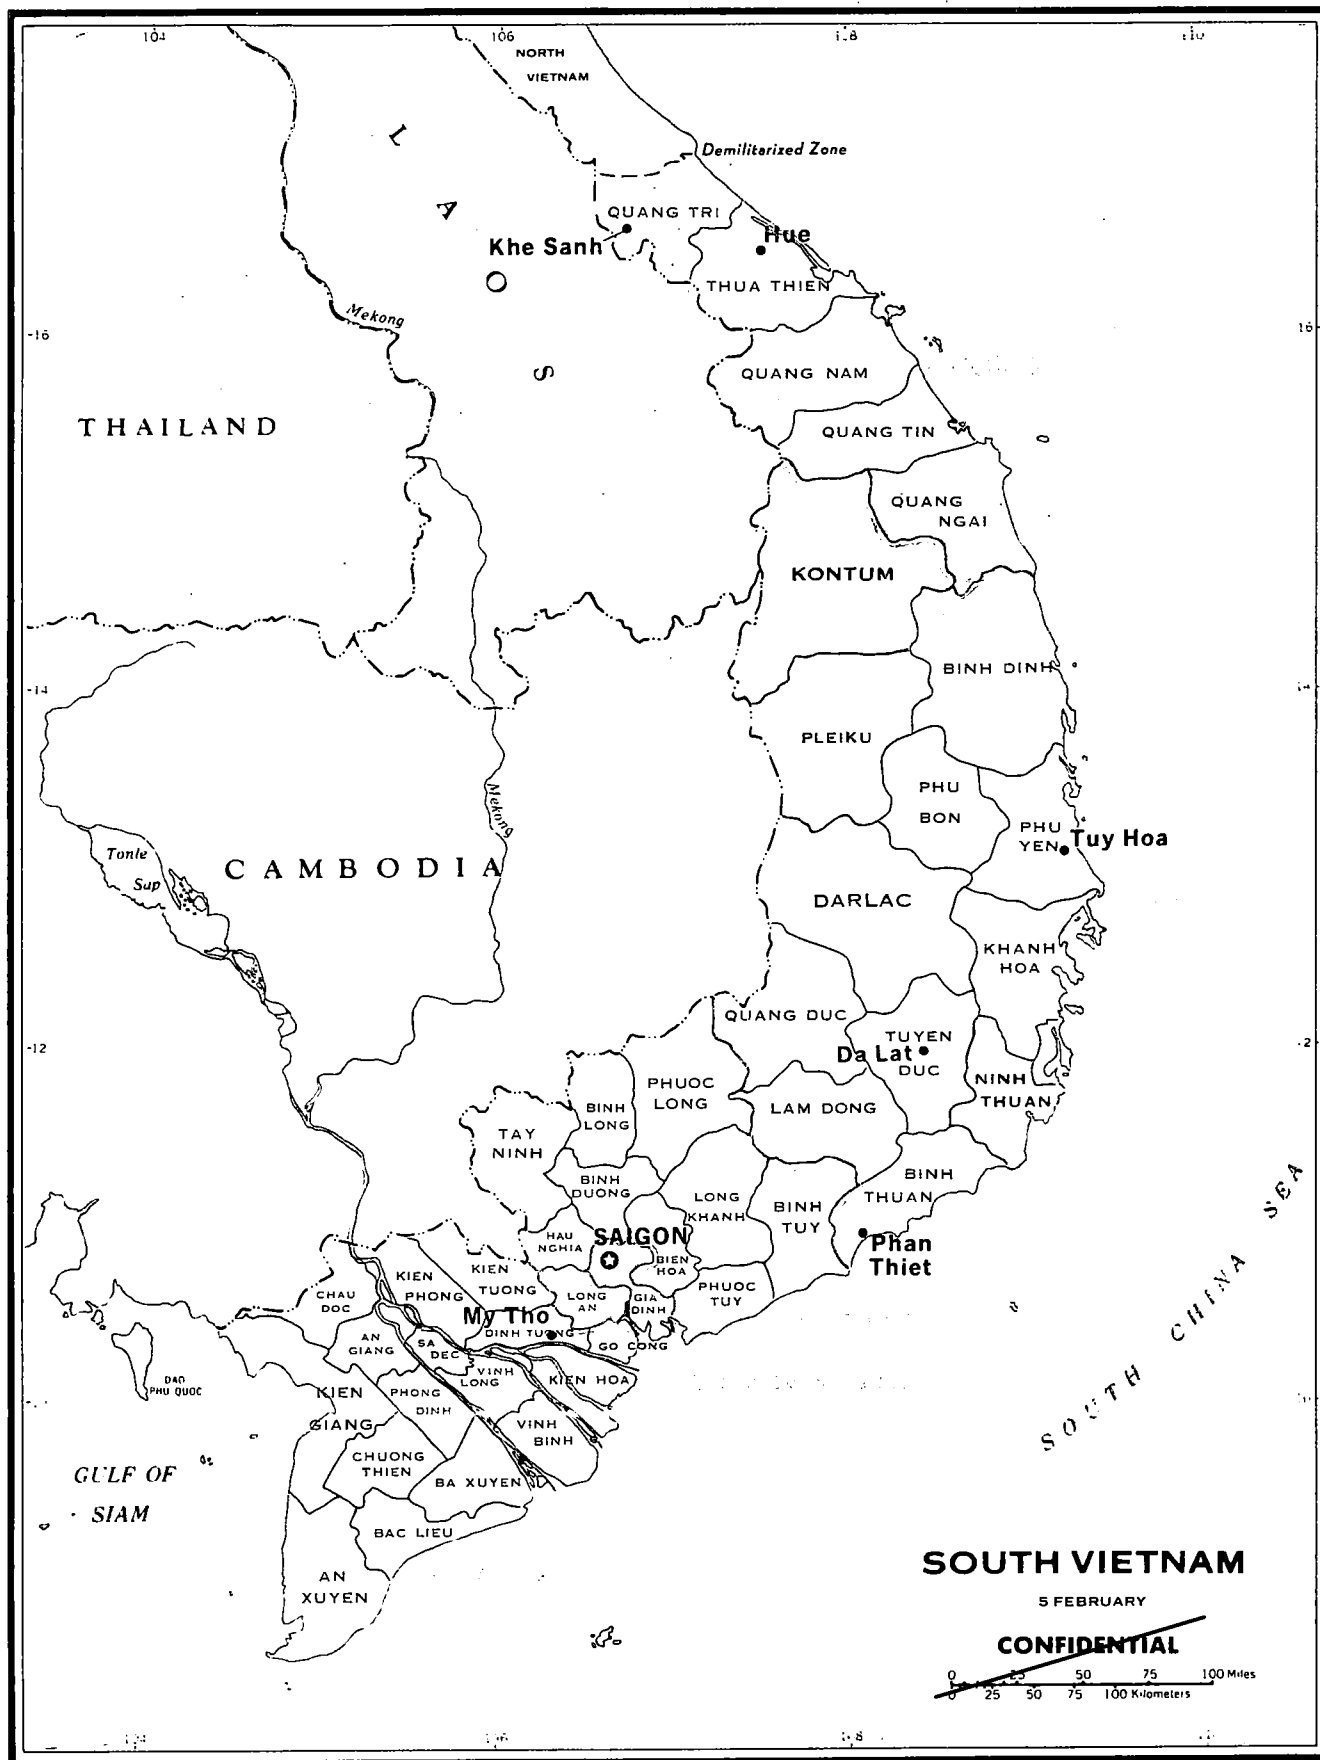 104
106
108
110
NORTH
VIETNAM
LAOS
Demilitarized Zone
QUANG TRI
Khe Sanh
Hue
THUA THIEN
Mekong
16
16
QUANG NAM
THAILAND
QUANG TIN
QUANG
NGAI
KONTUM
BINH DINH
14
14
PLEIKU
PHU
BON
Mekong
PHU
YEN
Tuy Hoa
Tonle
Sap
CAMBODIA
DARLAC
KHANH
HOA
QUANG DUC
12
TUYEN
DUC
Da Lat
PHUOC
LONG
NINH
THUAN
BINH
LONG
LAM DONG
TAY
NINH
BINH
DUONG
LONG
KHANH
BINH
TUY
BINH
THUAN
HAU
NGHIA
SAIGON
BIEN
HOA
Phan
Thiet
KIEN
PHONG
KIEN
TUONG
CHAU
DOC
LONG
AN
GIA
DINH
PHUOC
TUY
My Tho
DINH TUONG
GO CONG
AN
GIANG
SA
DEC
VINH
LONG
KIEN HOA
DAO
PHU QUOC
KIEN
GIANG
PHONG
DINH
VINH
BINH
CHUONG
THIEN
BA XUYEN
GULF OF
SIAM
BAC LIEU
AN
XUYEN
SOUTH CHINA SEA
SOUTH VIETNAM
5 FEBRUARY
CONFIDENTIAL
0 25 50 75 100 Miles
0 25 50 75 100 Kilometers